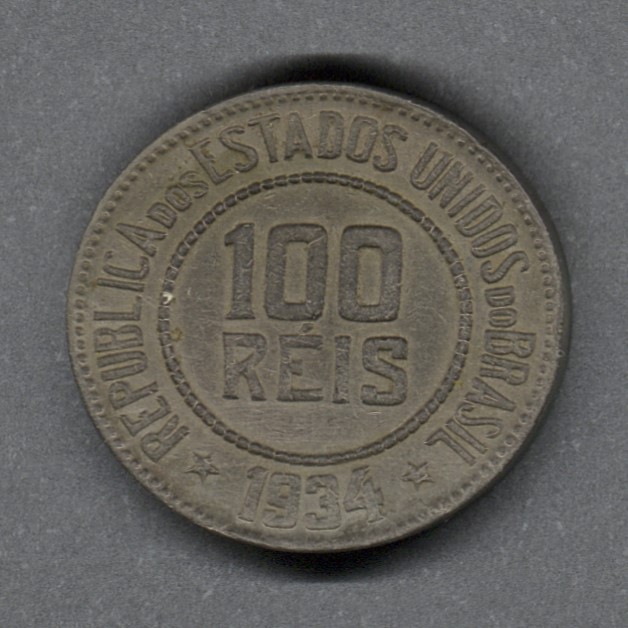 REPUBLICA DOS ESTADOS UNIDOS DO BRASIL
100
RÉIS
1934